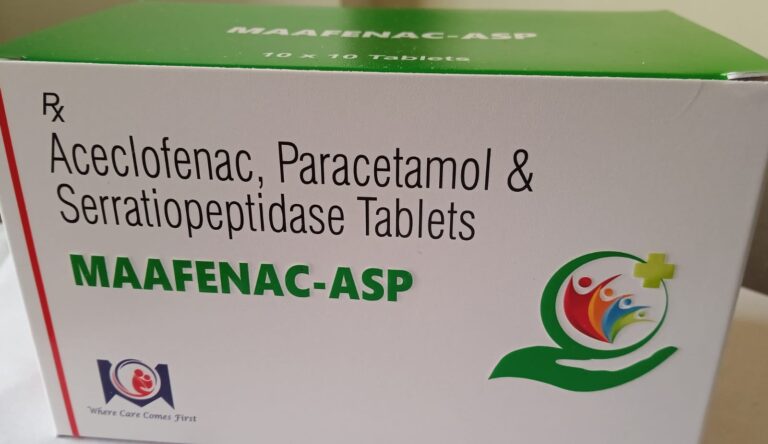 MAAFENAC-ASP
10 x 10 Tablets
Rx
Aceclofenac, Paracetamol &
Serratiopeptidase Tablets
MAAFENAC-ASP
Where Care Comes First